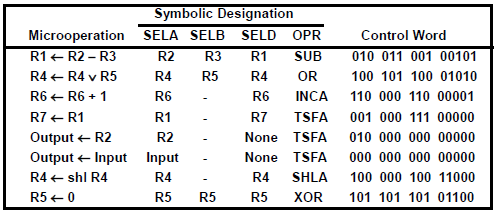 Symbolic Designation
Microoperation SELA SELB SELD OPR Control Word
R1 ← R2 – R3 R2 R3 R1 SUB 010 011 001 00101
R4 ← R4 ∨ R5 R4 R5 R4 OR 100 101 100 01010
R6 ← R6 + 1 R6 - R6 INCA 110 000 110 00001
R7 ← R1 R1 - R7 TSFA 001 000 111 00000
Output ← R2 R2 - None TSFA 010 000 000 00000
Output ← Input Input - None TSFA 000 000 000 00000
R4 ← shl R4 R4 - R4 SHLA 100 000 100 11000
R5 ← 0 R5 R5 R5 XOR 101 101 101 01100